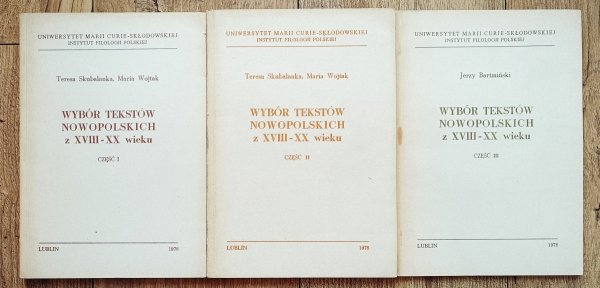 UNIWERSYTET MARII CURIE-SKŁODOWSKIEJ
INSTYTUT FILOLOGII POLSKIEJ
Teresa Skubalanka, Maria Wojtak
WYBÓR TEKSTÓW
NOWOPOLSKICH
z XVIII-XX wieku
CZĘŚĆ I
LUBLIN 1978
UNIWERSYTET MARII CURIE-SKŁODOWSKIEJ
INSTYTUT FILOLOGII POLSKIEJ
Teresa Skubalanka, Maria Wojtak
WYBÓR TEKSTÓW
NOWOPOLSKICH
z XVIII-XX wieku
CZĘŚĆ II
LUBLIN 1978
UNIWERSYTET MARII CURIE-SKŁODOWSKIEJ
INSTYTUT FILOLOGII POLSKIEJ
Jerzy Bartmiński
WYBÓR TEKSTÓW
NOWOPOLSKICH
z XVIII-XX wieku
CZĘŚĆ III
LUBLIN 1978